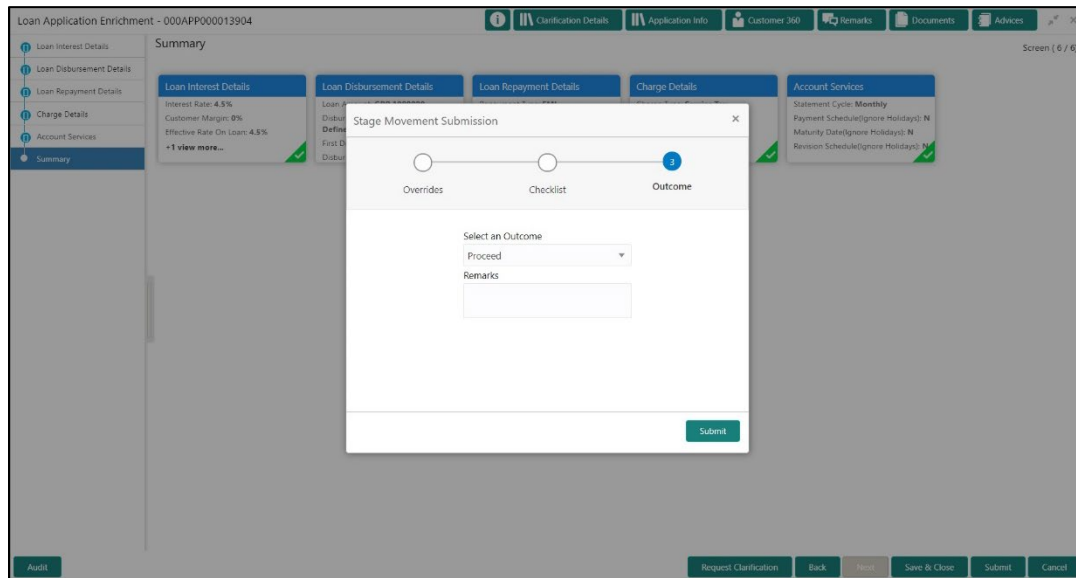 Loan Application Enrichment - 000APP000013904
Clarification Details
Application Info
Customer 360
Remarks
Documents
Advices
Loan Interest Details
Loan Disbursement Details
Loan Repayment Details
Charge Details
Account Services
Summary
Summary
Screen ( 6 / 6)
Loan Interest Details
Interest Rate: 4.5%
Customer Margin: 0%
Effective Rate On Loan: 4.5%
+1 view more...
Loan Disbursement Details
Loan
Disbur
Define
First D
Disbur
Loan Repayment Details
Charge Details
Account Services
Statement Cycle: Monthly
Payment Schedule(Ignore Holidays): N
Maturity Date(Ignore Holidays): N
Revision Schedule(Ignore Holidays): N
Stage Movement Submission
3
Overrides
Checklist
Outcome
Select an Outcome
Proceed
Remarks
Submit
Audit
Request Clarification
Back
Next
Save & Close
Submit
Cancel